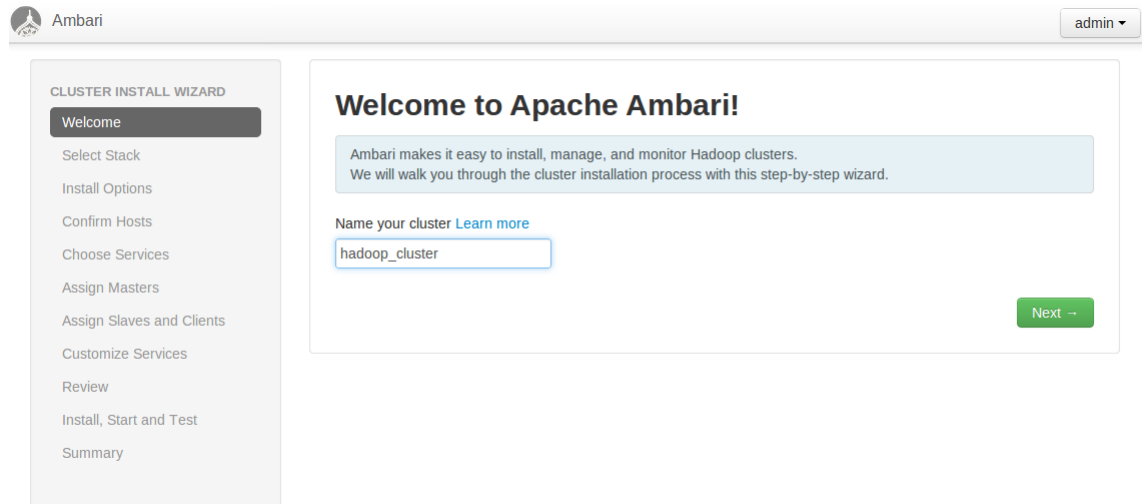 Ambari
admin
CLUSTER INSTALL WIZARD
Welcome
Select Stack
Install Options
Confirm Hosts
Choose Services
Assign Masters
Assign Slaves and Clients
Customize Services
Review
Install, Start and Test
Summary
Welcome to Apache Ambari!
Ambari makes it easy to install, manage, and monitor Hadoop clusters.
We will walk you through the cluster installation process with this step-by-step wizard.
Name your cluster Learn more
hadoop_cluster
Next →